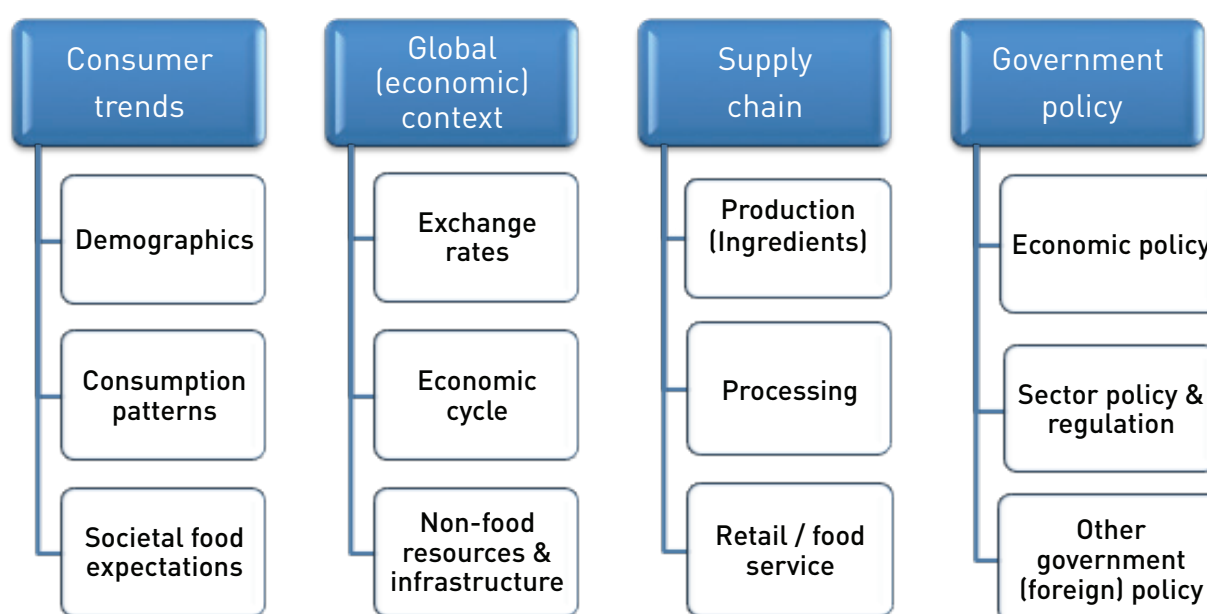 Consumer
trends
Demographics
Consumption
patterns
Societal food
expectations
Global
(economic)
context
Exchange
rates
Economic
cycle
Non-food
resources &
infrastructure
Supply
chain
Production
(Ingredients)
Processing
Retail / food
service
Government
policy
Economic policy
Sector policy &
regulation
Other
government
(foreign) policy